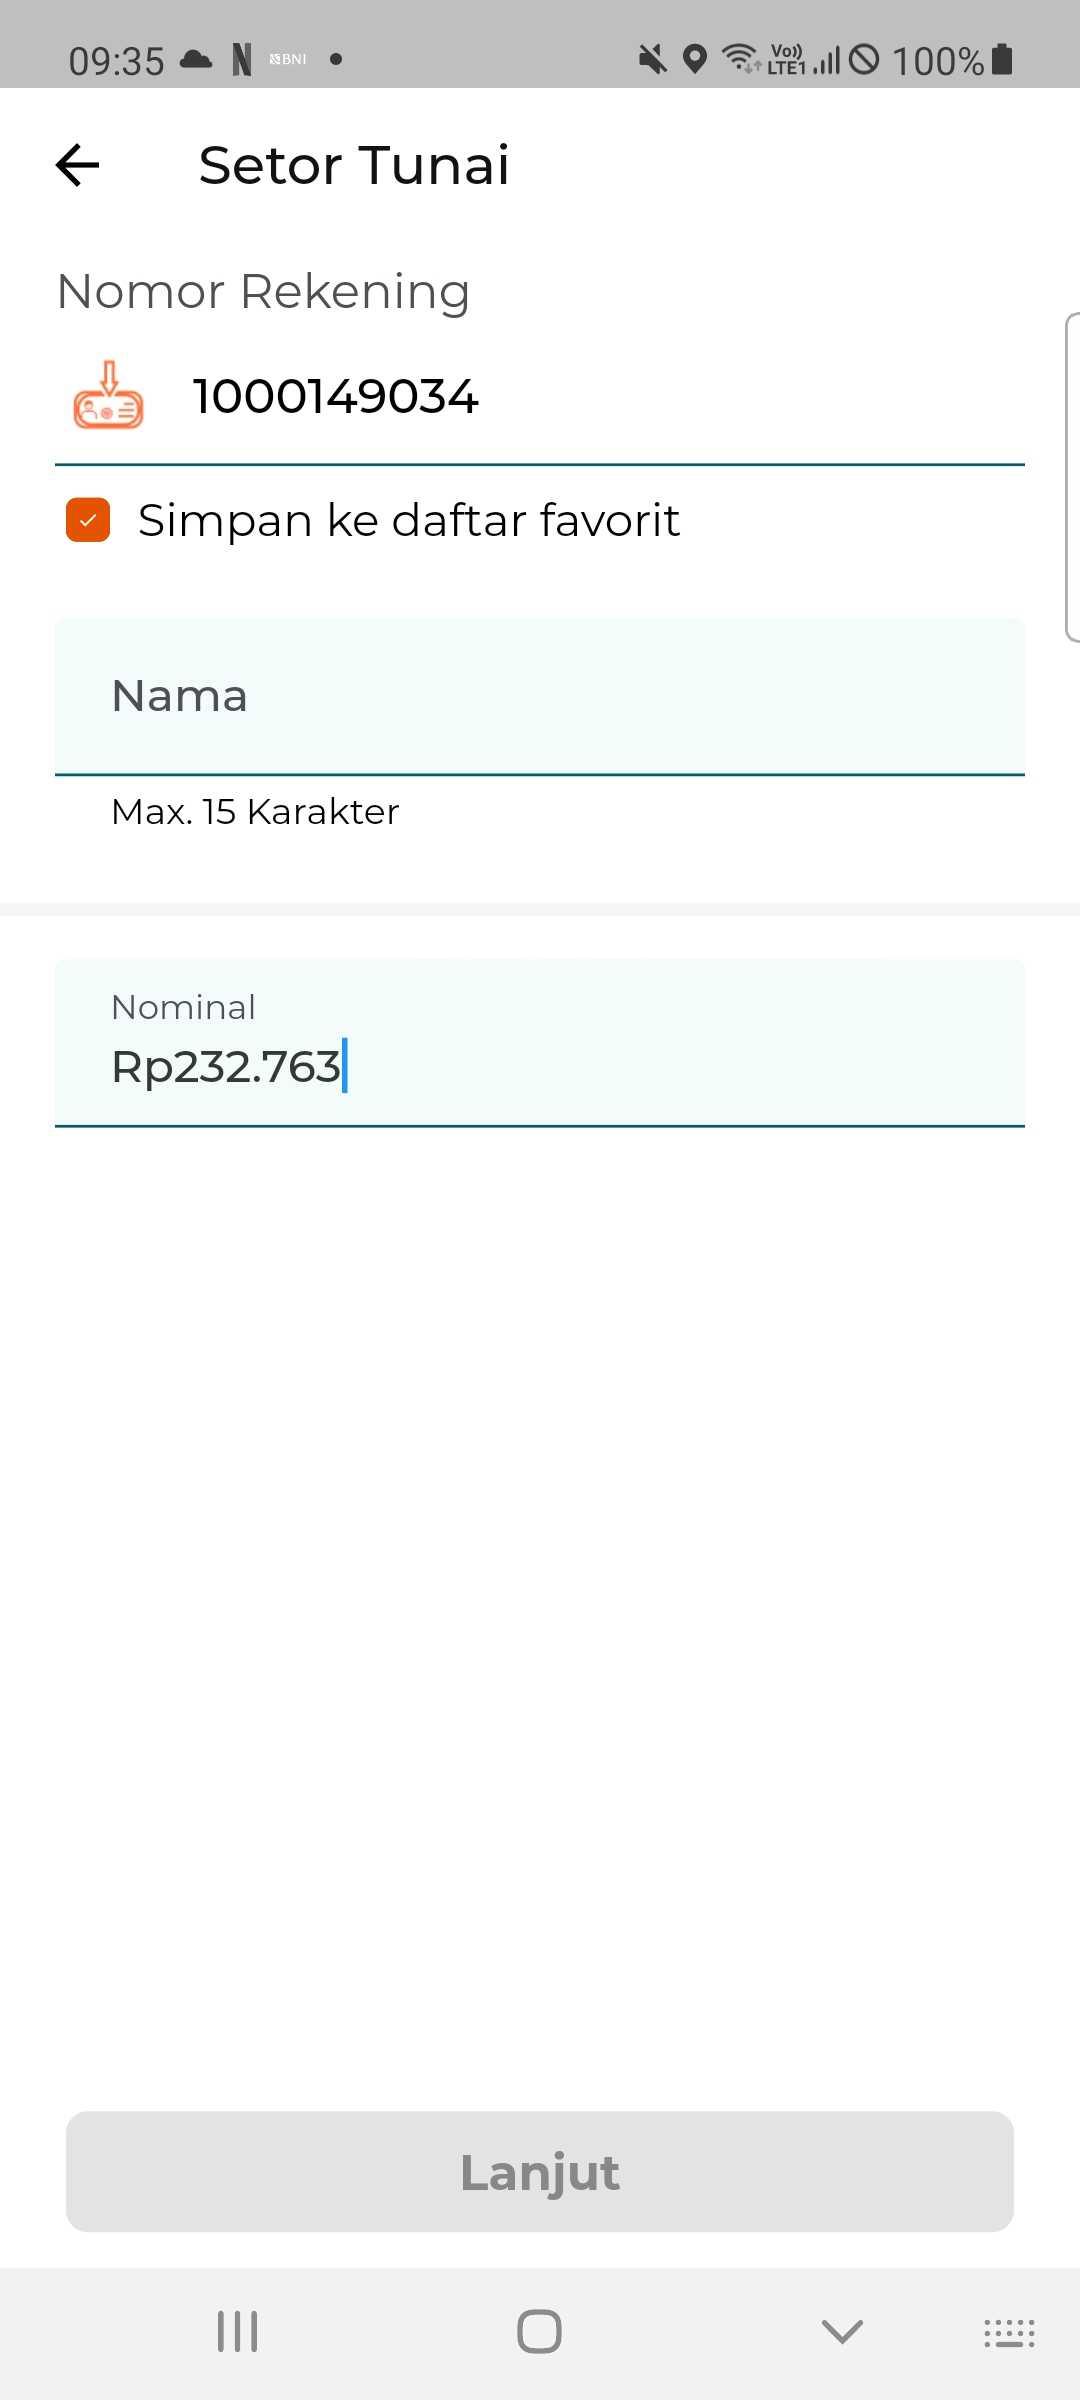 09:35 N BNI Vo)) LTE1 100%
Setor Tunai
Nomor Rekening
1000149034
Simpan ke daftar favorit
Nama
Max. 15 Karakter
Nominal
Rp232.763
Lanjut